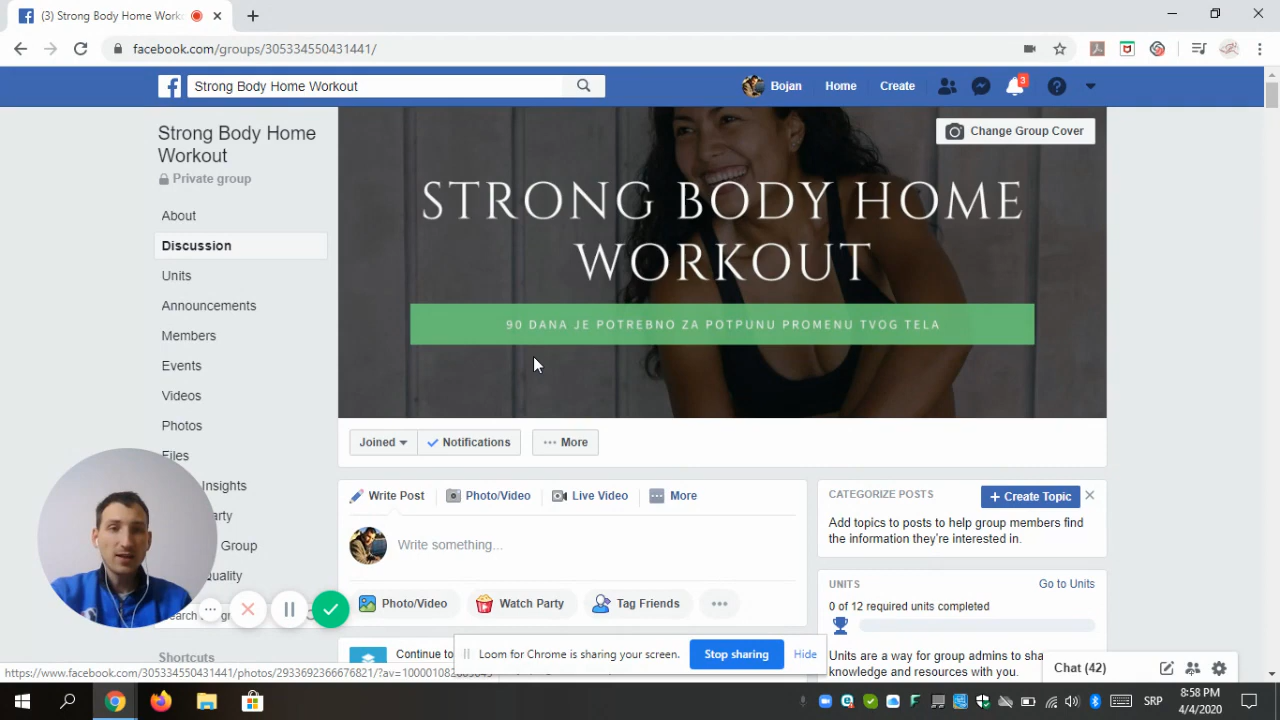 (3) Strong Body Home Work
facebook.com/groups/305334550431441/
Strong Body Home Workout
Bojan
Home
Create
3
Strong Body Home
Workout
Private group
About
Discussion
Units
Announcements
Members
Events
Videos
Photos
Files
Insights
Group
Quality
Shortcuts
Change Group Cover
STRONG BODY HOME
WORKOUT
90 DANA JE POTREBNO ZA POTPUNU PROMENU TVOG TELA
Joined
Notifications
More
Write Post
Photo/Video
Live Video
More
Write something...
Photo/Video
Watch Party
Tag Friends
Continue to
CATEGORIZE POSTS
+ Create Topic
Add topics to posts to help group members find
the information they're interested in.
UNITS
Go to Units
0 of 12 required units completed
Units are a way for group admins to sha
knowledge and resources with you.
Loom for Chrome is sharing your screen.
Stop sharing
Hide
Chat (42)
SRP
8:58 PM
4/4/2020